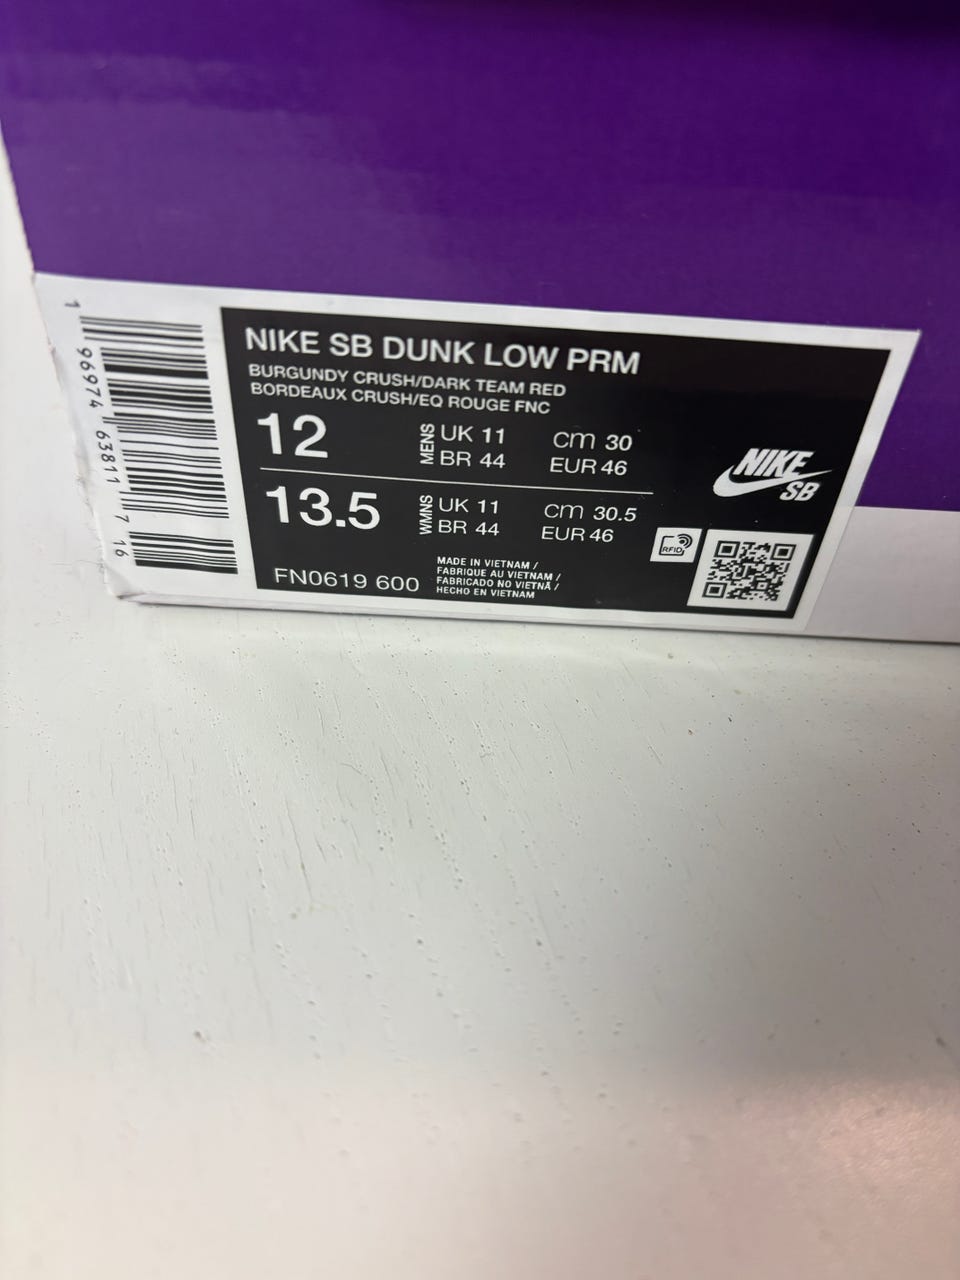 1 96974 63811 7 16
NIKE SB DUNK LOW PRM
BURGUNDY CRUSH/DARK TEAM RED
BORDEAUX CRUSH/EQ ROUGE FNC
12
MENS
UK 11
cm 30
BR 44
EUR 46
13.5
WMNS
UK 11
cm 30.5
BR 44
EUR 46
FN0619 600
MADE IN VIETNAM /
FABRIQUE AU VIETNAM /
FABRICADO NO VIETNÃ /
HECHO EN VIETNAM
RFID
NIKE
SB